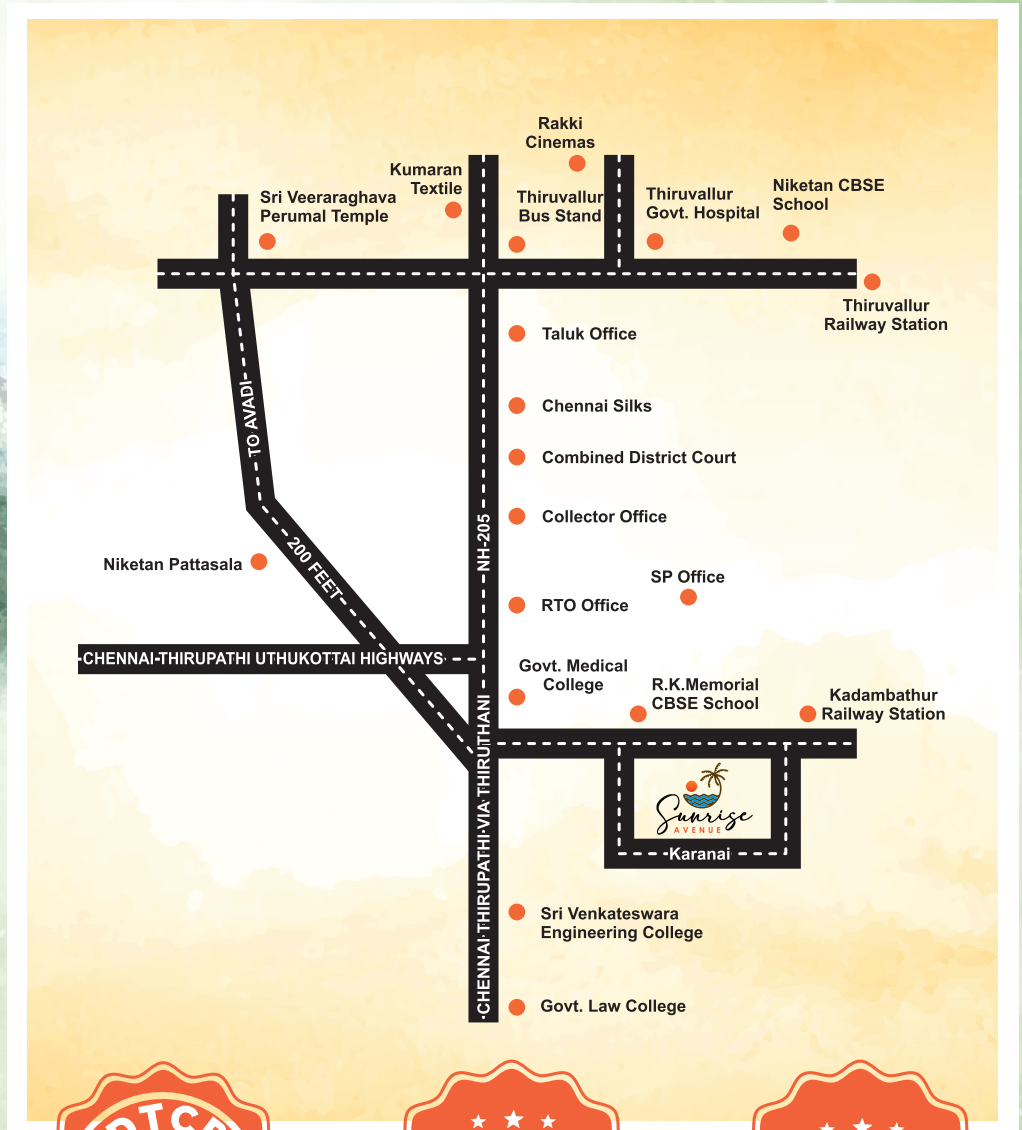 Rakki
Cinemas
Kumaran
Textile
Sri Veeraraghava
Perumal Temple
Thiruvallur
Bus Stand
Thiruvallur
Govt. Hospital
Niketan CBSE
School
Thiruvallur
Railway Station
Taluk Office
Chennai Silks
Combined District Court
Collector Office
TO AVADI
200 FEET
NH-205
Niketan Pattasala
SP Office
RTO Office
CHENNAI-THIRUPATHI UTHUKOTTAI HIGHWAYS
Govt. Medical
College
R.K.Memorial
CBSE School
Kadambathur
Railway Station
CHENNAI THIRUPATHI VIA THIRUTHANI
Sunrise
AVENUE
Karanai
Sri Venkateswara
Engineering College
Govt. Law College